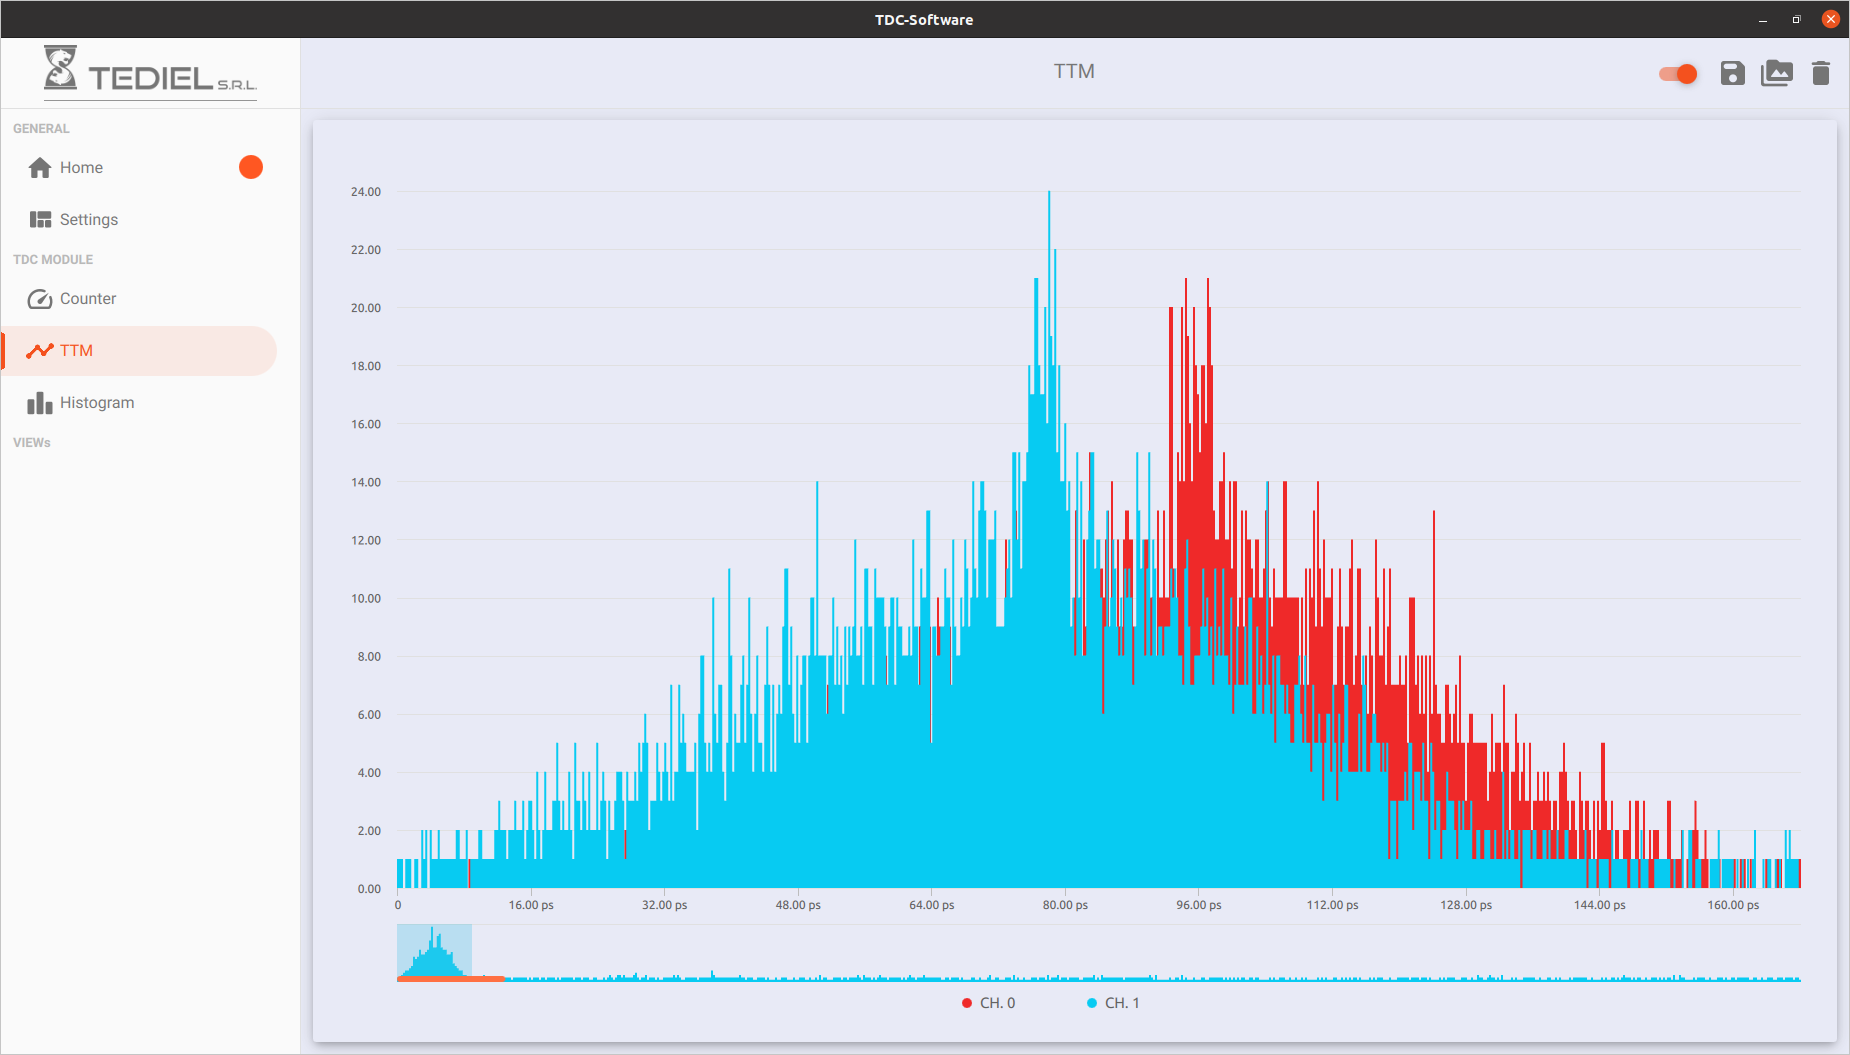 TDC-Software
TEDIEL S.R.L.
TTM
GENERAL
Home
Settings
TDC MODULE
Counter
TTM
Histogram
VIEWs
24.00
22.00
20.00
18.00
16.00
14.00
12.00
10.00
8.00
6.00
4.00
2.00
0.00
0 16.00 ps 32.00 ps 48.00 ps 64.00 ps 80.00 ps 96.00 ps 112.00 ps 128.00 ps 144.00 ps 160.00 ps
CH. 0 CH. 1